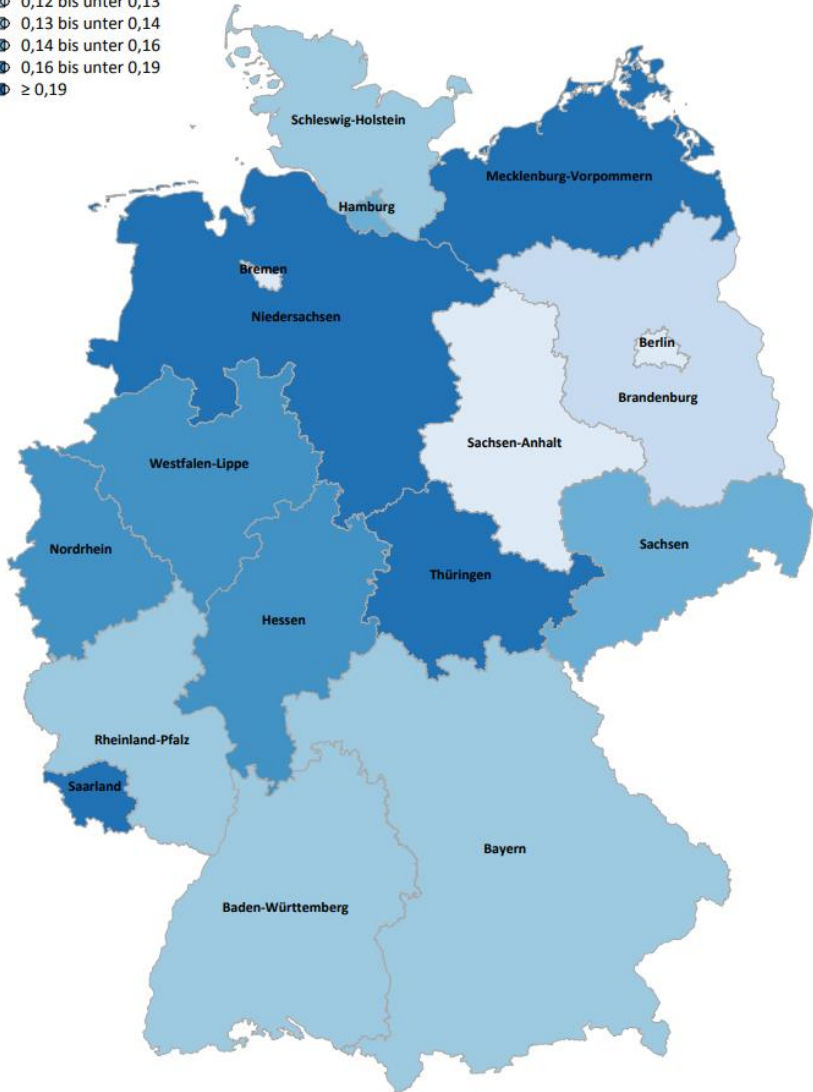 0,12 bis unter 0,13
0,13 bis unter 0,14
0,14 bis unter 0,16
0,16 bis unter 0,19
≥ 0,19
Schleswig-Holstein
Mecklenburg-Vorpommern
Hamburg
Bremen
Niedersachsen
Berlin
Brandenburg
Sachsen-Anhalt
Westfalen-Lippe
Nordrhein
Sachsen
Thüringen
Hessen
Rheinland-Pfalz
Saarland
Bayern
Baden-Württemberg